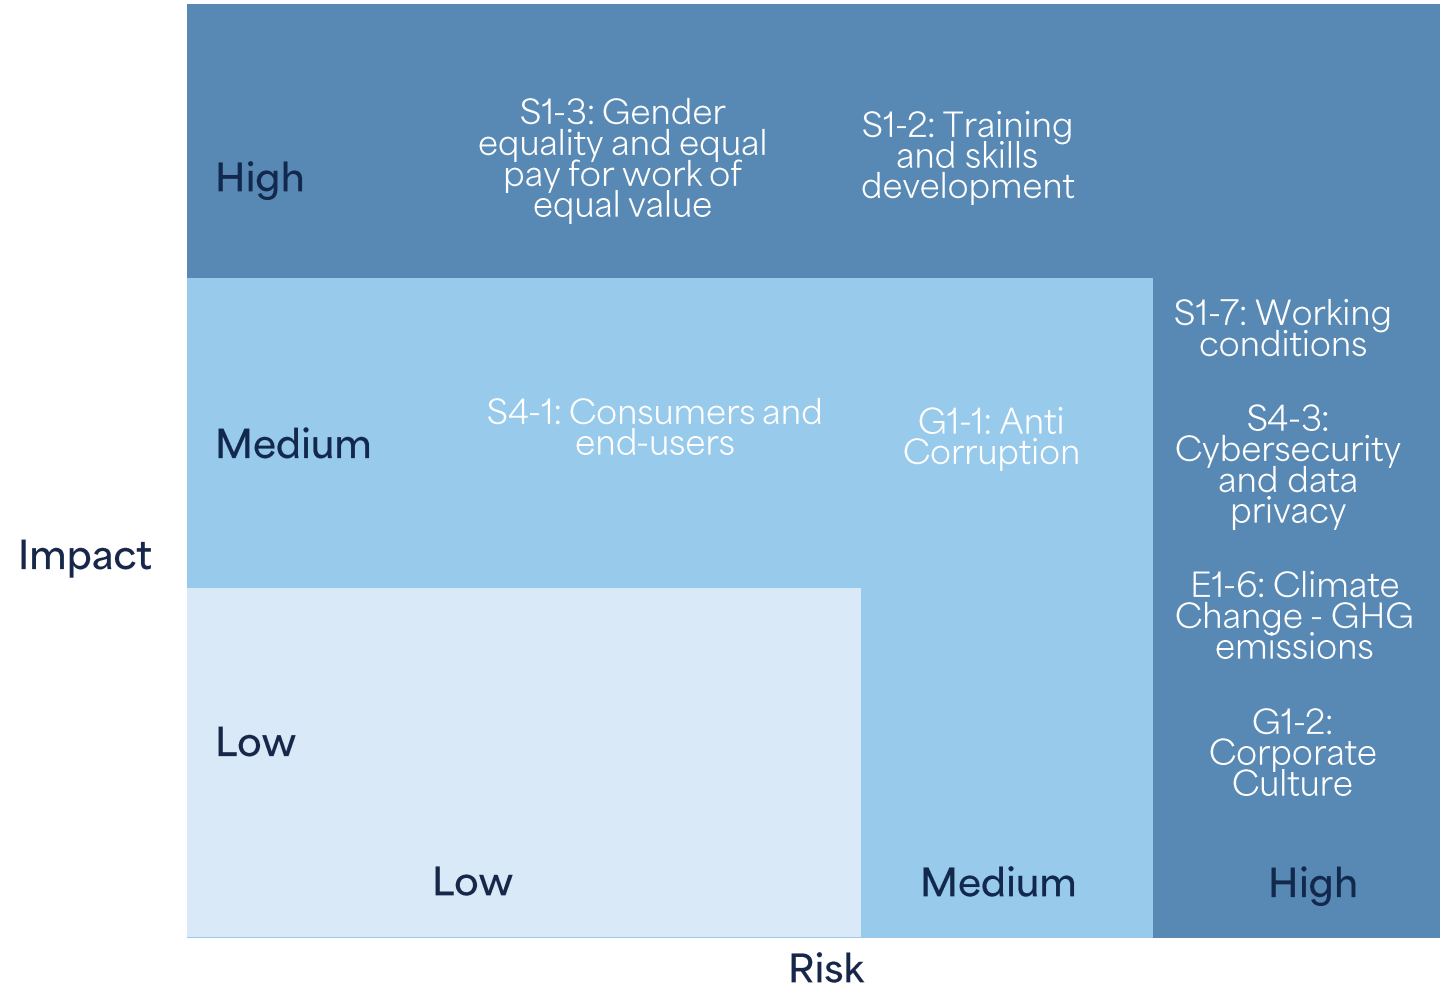 S1-3: Gender
equality and equal
pay for work of
equal value
S1-2: Training
and skills
development
High
S1-7: Working
conditions
S4-1: Consumers and
end-users
G1-1: Anti
Corruption
Medium
S4-3:
Cybersecurity
and data
privacy
Impact
E1-6: Climate
Change - GHG
emissions
G1-2:
Corporate
Culture
Low
Low
Medium
High
Risk